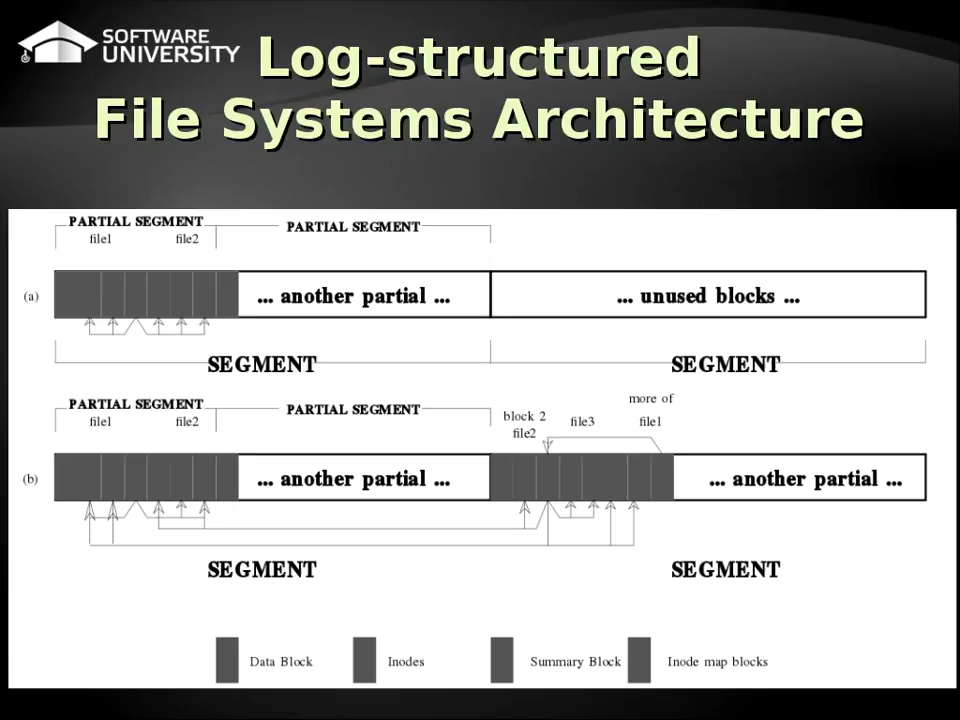 SOFTWARE
UNIVERSITY
Log-structured
File Systems Architecture
PARTIAL SEGMENT
PARTIAL SEGMENT
file1 file2
(a)
... another partial ...
... unused blocks ...
SEGMENT
SEGMENT
PARTIAL SEGMENT
PARTIAL SEGMENT
file1 file2
block 2
file2
file3
more of
file1
(b)
... another partial ...
... another partial ...
SEGMENT
SEGMENT
Data Block
Inodes
Summary Block
Inode map blocks